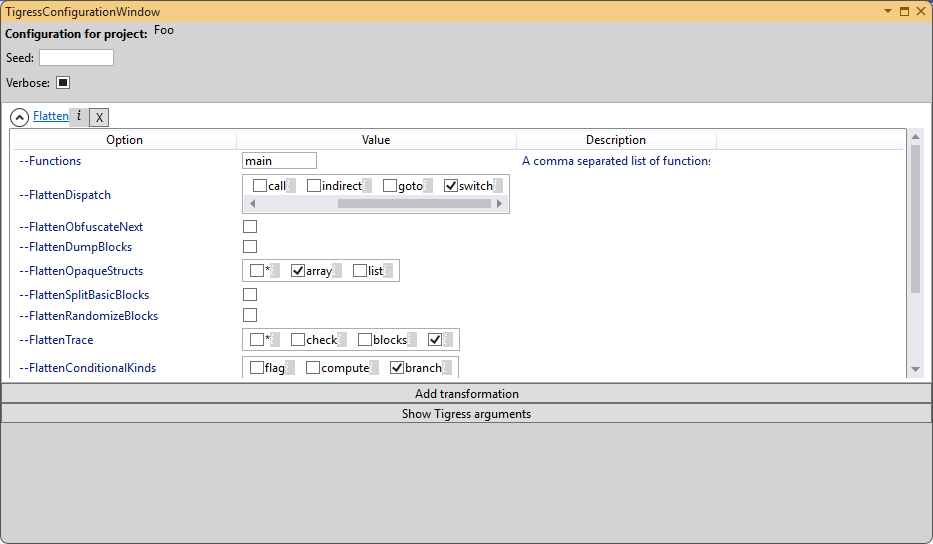 TigressConfigurationWindow
Configuration for project: Foo
Seed:
Verbose:
Flatten i X
Option Value Description
--Functions main A comma separated list of functions
--FlattenDispatch call indirect goto switch
--FlattenObfuscateNext
--FlattenDumpBlocks
--FlattenOpaqueStructs * array list
--FlattenSplitBasicBlocks
--FlattenRandomizeBlocks
--FlattenTrace * check blocks
--FlattenConditionalKinds flag compute branch
Add transformation
Show Tigress arguments